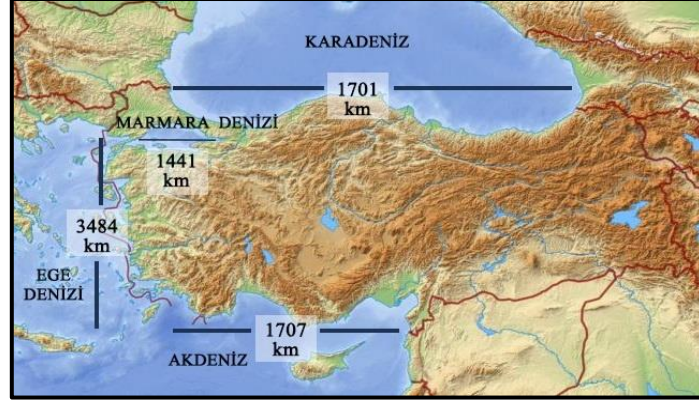 KARADENİZ
1701
km
MARMARA DENİZİ
1441
km
3484
km
EGE
DENİZİ
1707
km
AKDENİZ